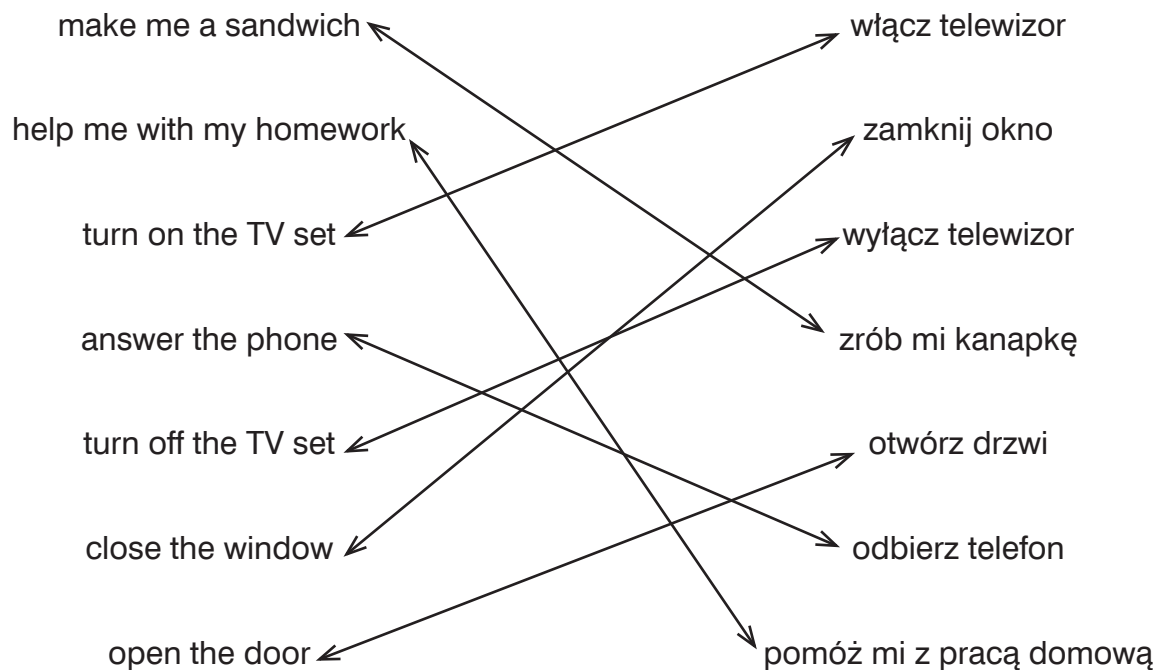 make me a sandwich
włącz telewizor
help me with my homework
zamknij okno
turn on the TV set
wyłącz telewizor
answer the phone
zrób mi kanapkę
turn off the TV set
otwórz drzwi
close the window
odbierz telefon
open the door
pomóż mi z pracą domową